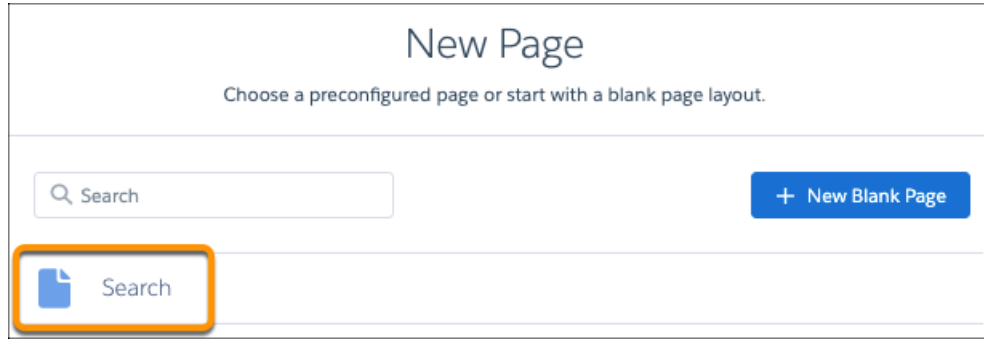 New Page
Choose a preconfigured page or start with a blank page layout.
Search
+ New Blank Page
Search